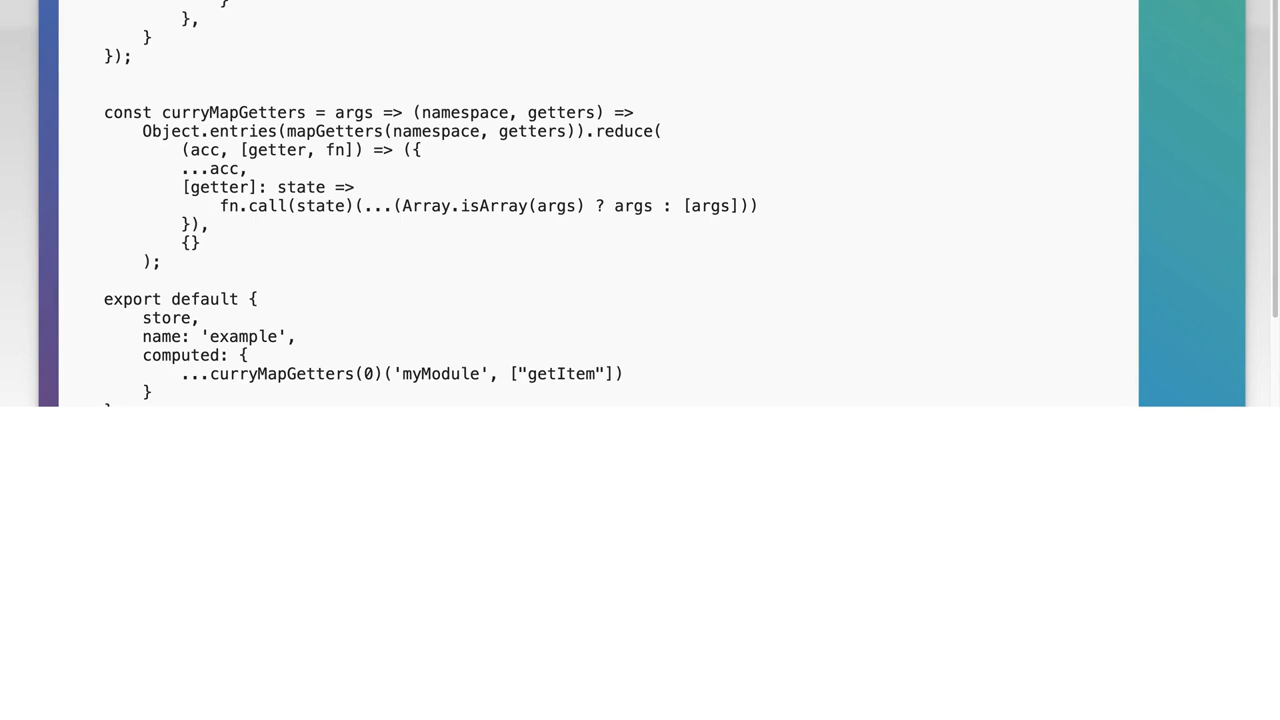 }
},
}
});
const curryMapGetters = args => (namespace, getters) =>
Object.entries(mapGetters(namespace, getters)).reduce(
(acc, [getter, fn]) => ({
...acc,
[getter]: state =>
fn.call(state)(...(Array.isArray(args) ? args : [args]))
}),
{}
);
export default {
store,
name: 'example',
computed: {
...curryMapGetters(0)('myModule', ["getItem"])
}